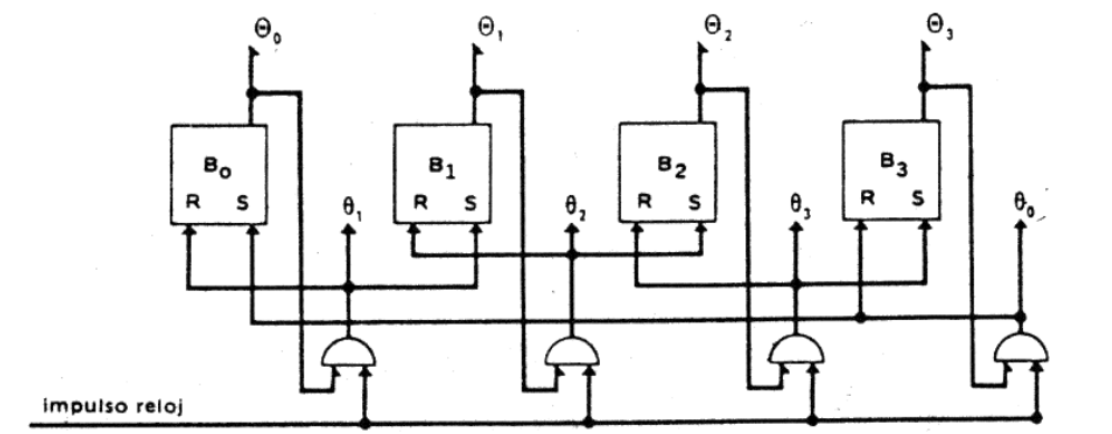 Θ₀ Θ₁ Θ₂ Θ₃
B₀ B₁ B₂ B₃
R S θ₁ R S θ₂ R S θ₃ R S θ₀
impulso reloj